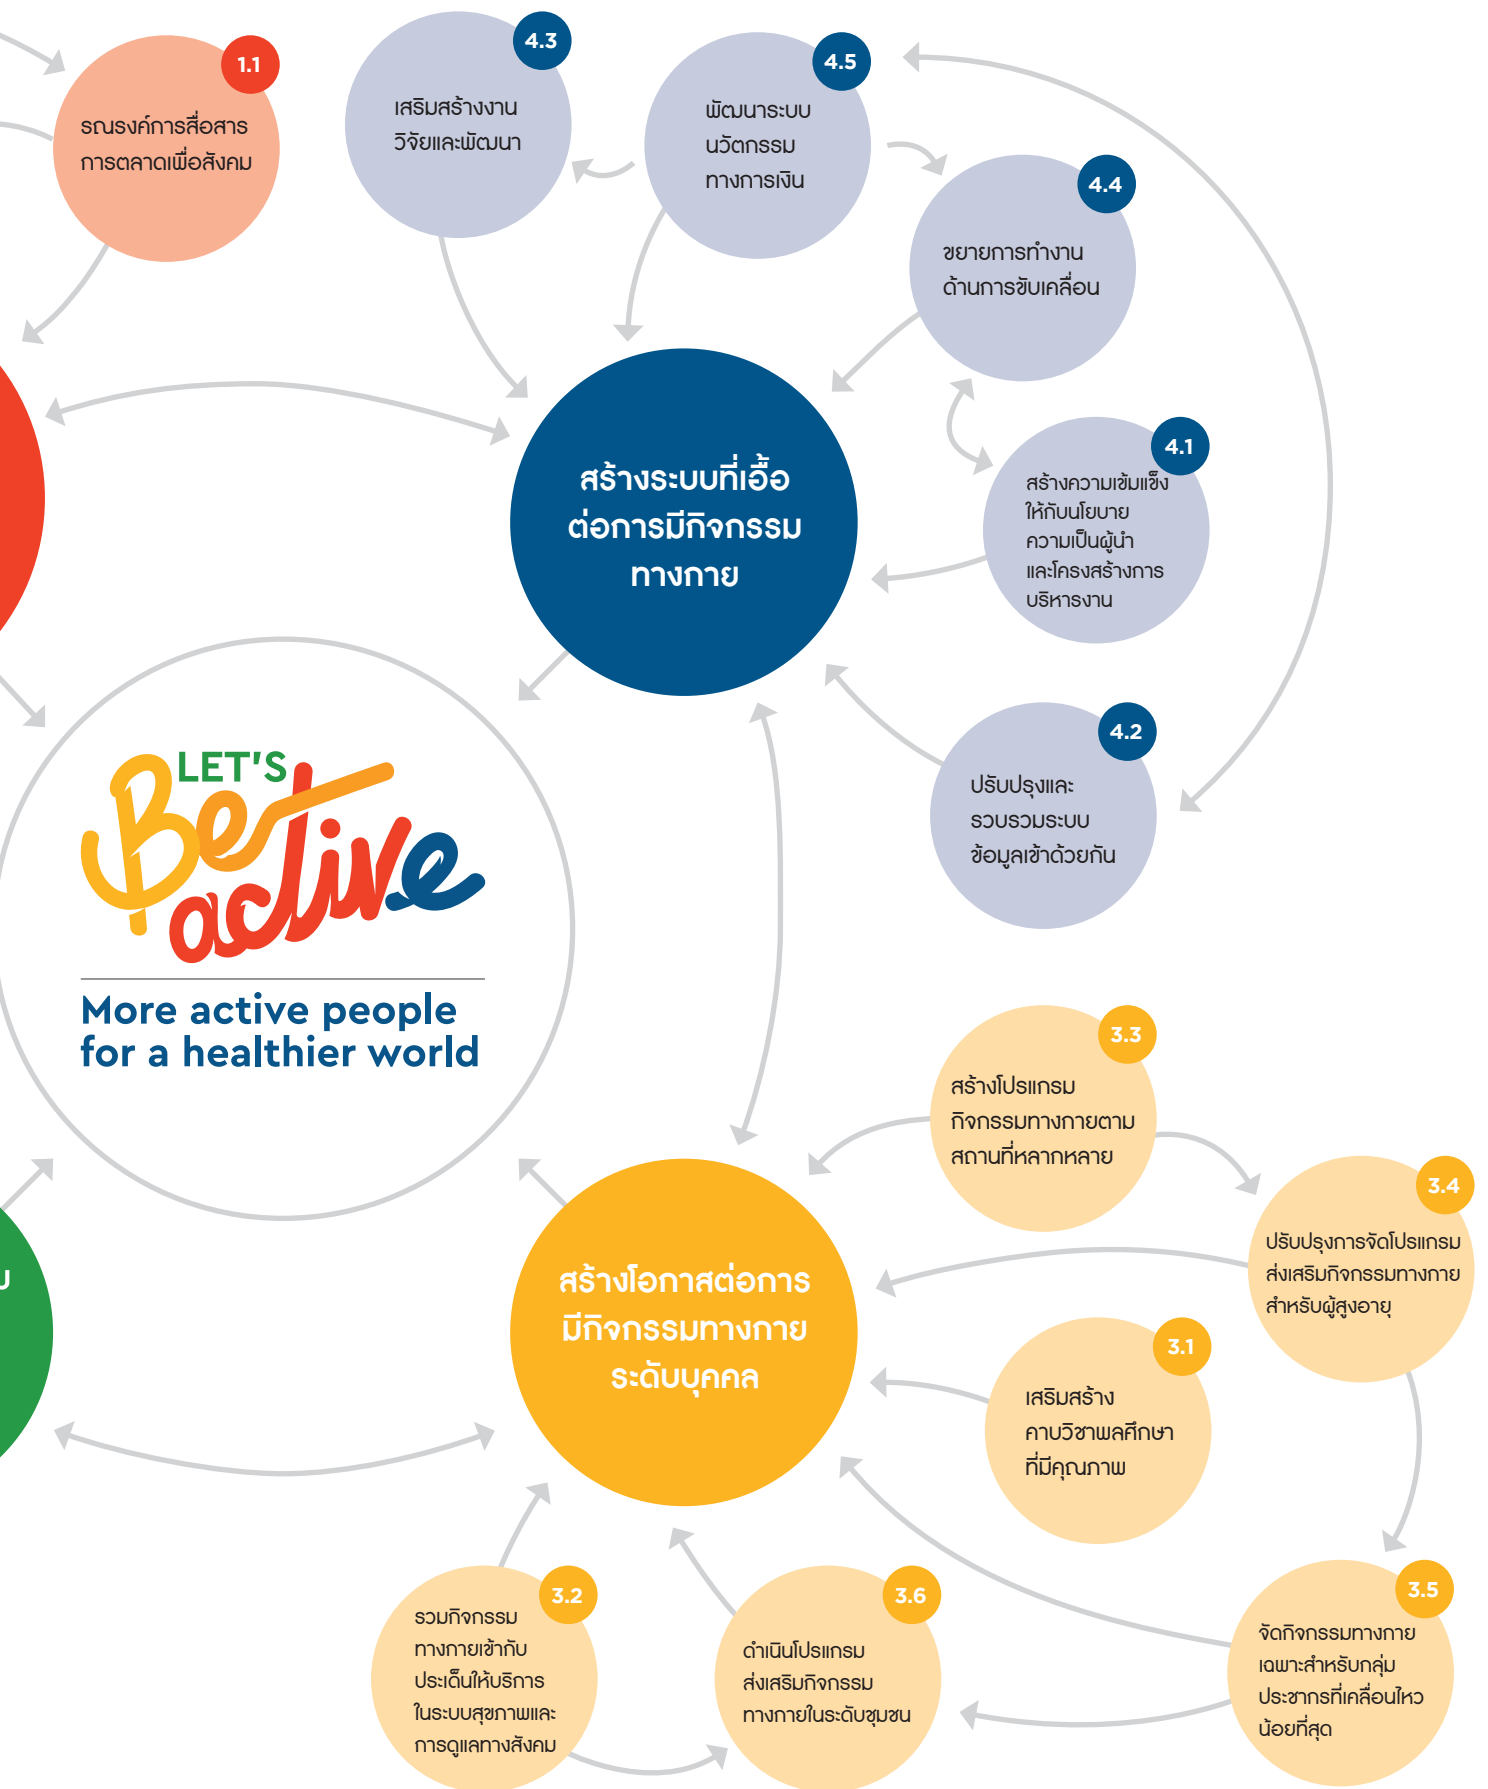 1.1
รณรงค์การสื่อสาร
การตลาดเพื่อสังคม
4.3
เสริมสร้างงาน
วิจัยและพัฒนา
4.5
พัฒนาระบบ
นวัตกรรม
ทางการเงิน
4.4
ขยายการทำงาน
ด้านการขับเคลื่อน
4.1
สร้างความเข้มแข็ง
ให้กับนโยบาย
ความเป็นผู้นำ
และโครงสร้างการ
บริหารงาน
สร้างระบบที่เอื้อ
ต่อการมีกิจกรรม
ทางกาย
4.2
ปรับปรุงและ
รวบรวมระบบ
ข้อมูลเข้าด้วยกัน
LET'S
Be
active
More active people
for a healthier world
3.3
สร้างโปรแกรม
กิจกรรมทางกายตาม
สถานที่หลากหลาย
3.4
ปรับปรุงการจัดโปรแกรม
ส่งเสริมกิจกรรมทางกาย
สำหรับผู้สูงอายุ
สร้างโอกาสต่อการ
มีกิจกรรมทางกาย
ระดับบุคคล
3.1
เสริมสร้าง
คาบวิชาพลศึกษา
ที่มีคุณภาพ
3.2
รวมกิจกรรม
ทางกายเข้ากับ
ประเด็นให้บริการ
ในระบบสุขภาพและ
การดูแลทางสังคม
3.6
ดำเนินโปรแกรม
ส่งเสริมกิจกรรม
ทางกายในระดับชุมชน
3.5
จัดกิจกรรมทางกาย
เฉพาะสำหรับกลุ่ม
ประชากรที่เคลื่อนไหว
น้อยที่สุด